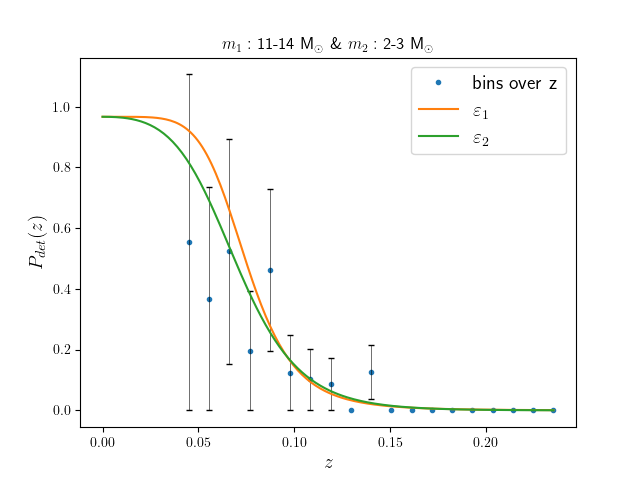 m₁ : 11-14 M☉ & m₂ : 2-3 M☉
bins over z
ε₁
ε₂
P_det(z)
1.0
0.8
0.6
0.4
0.2
0.0
0.00 0.05 0.10 0.15 0.20
z